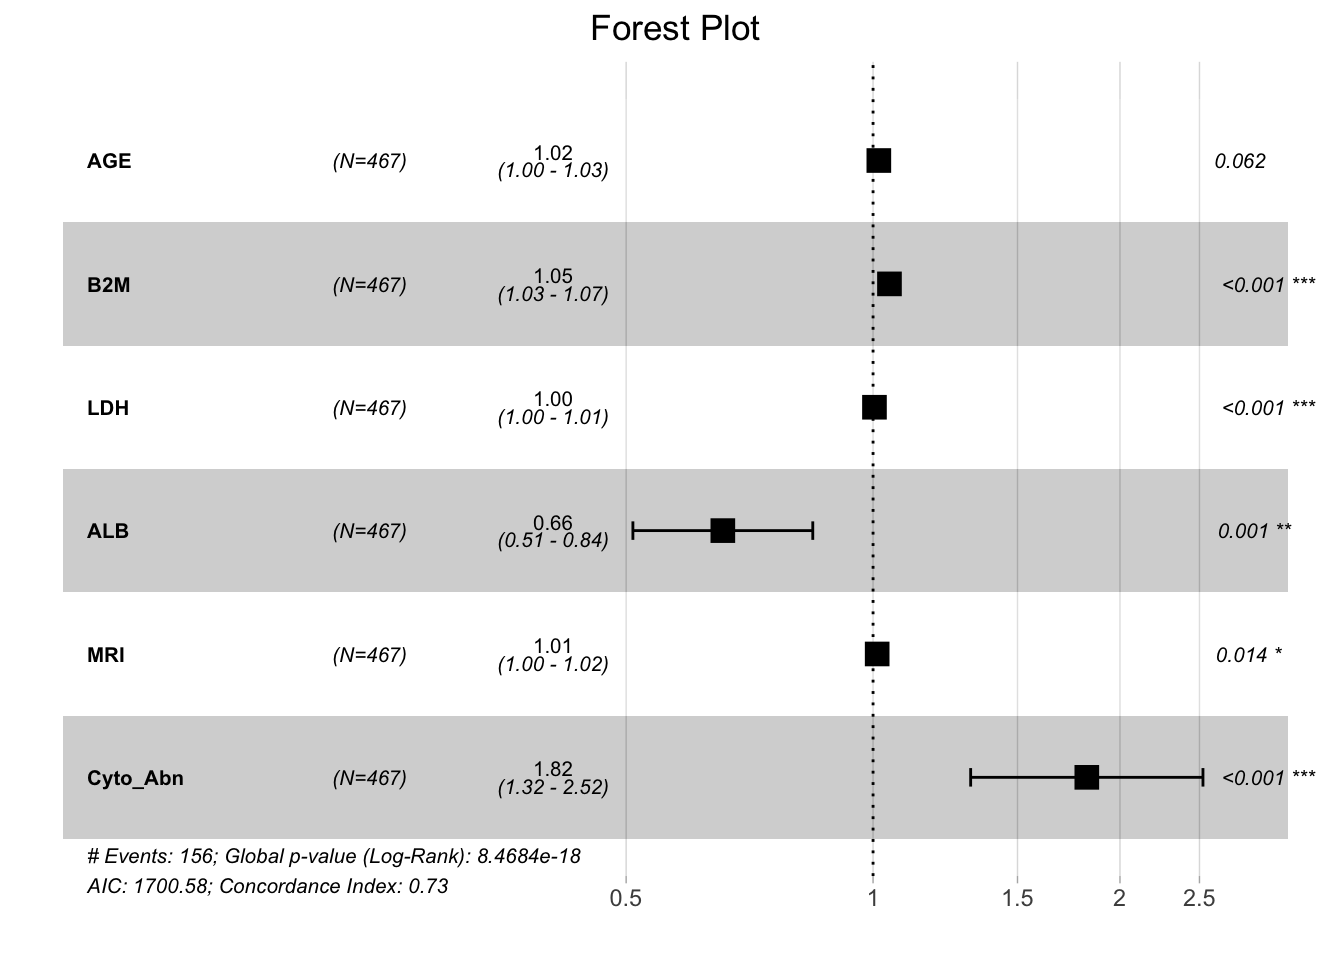 Forest Plot
AGE (N=467) 1.02 0.062
(1.00 - 1.03)
B2M (N=467) 1.05 <0.001 ***
(1.03 - 1.07)
LDH (N=467) 1.00 <0.001 ***
(1.00 - 1.01)
ALB (N=467) 0.66 0.001 **
(0.51 - 0.84)
MRI (N=467) 1.01 0.014 *
(1.00 - 1.02)
Cyto_Abn (N=467) 1.82 <0.001 ***
(1.32 - 2.52)
# Events: 156; Global p-value (Log-Rank): 8.4684e-18
AIC: 1700.58; Concordance Index: 0.73
0.5 1 1.5 2 2.5